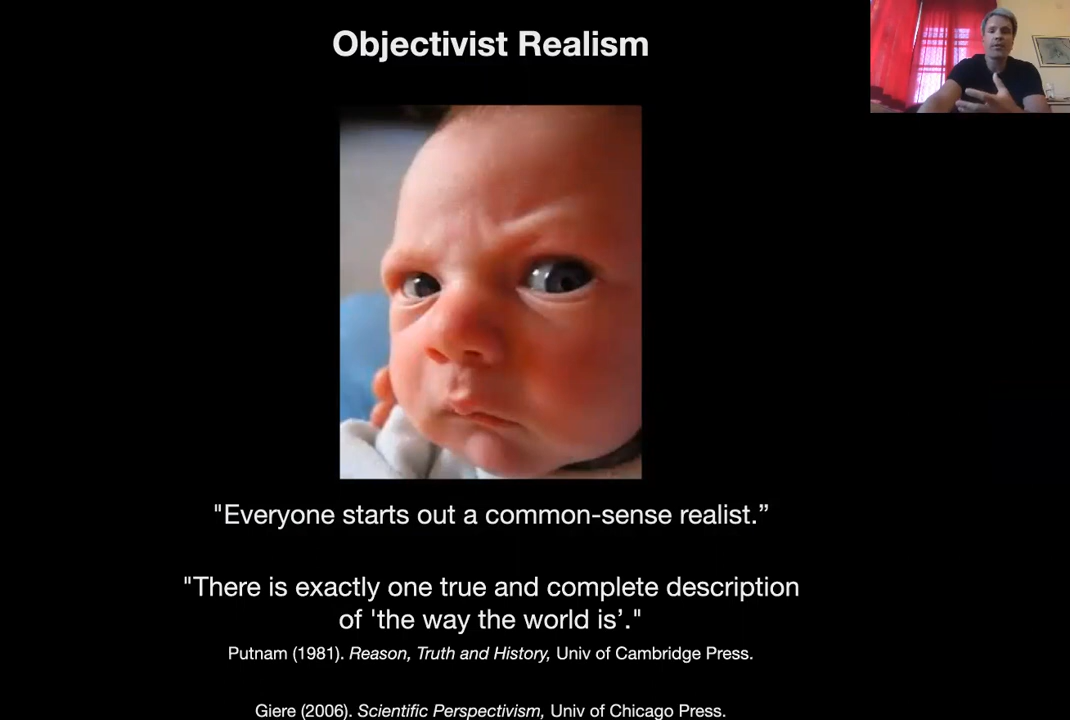 Objectivist Realism
"Everyone starts out a common-sense realist.”
"There is exactly one true and complete description
of 'the way the world is’."
Putnam (1981). Reason, Truth and History, Univ of Cambridge Press.
Giere (2006). Scientific Perspectivism, Univ of Chicago Press.